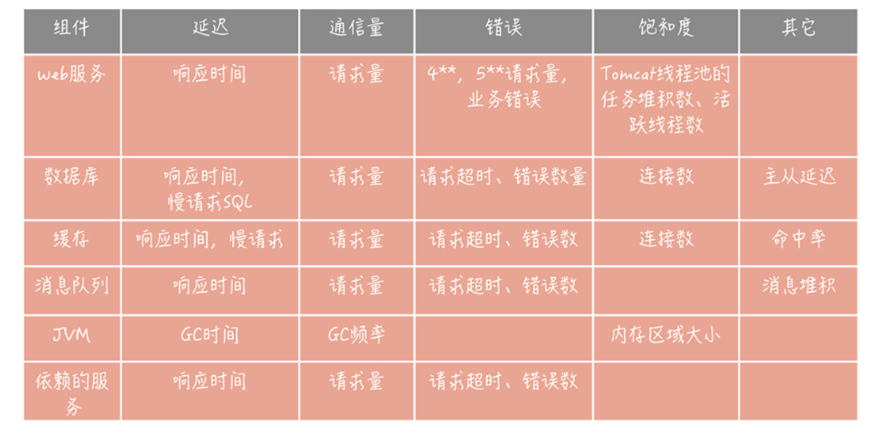 组件 延迟 通信量 错误 饱和度 其它
web服务 响应时间 请求量 4**，5**请求量， Tomcat线程池的
业务错误 任务堆积数、活
跃线程数
数据库 响应时间， 请求量 请求超时、错误数量 连接数 主从延迟
慢请求SQL
缓存 响应时间，慢请求 请求量 请求超时、错误数 连接数 命中率
消息队列 响应时间 请求量 请求超时、错误数 消息堆积
JVM GC时间 GC频率 内存区域大小
依赖的服 响应时间 请求量 请求超时、错误数
务